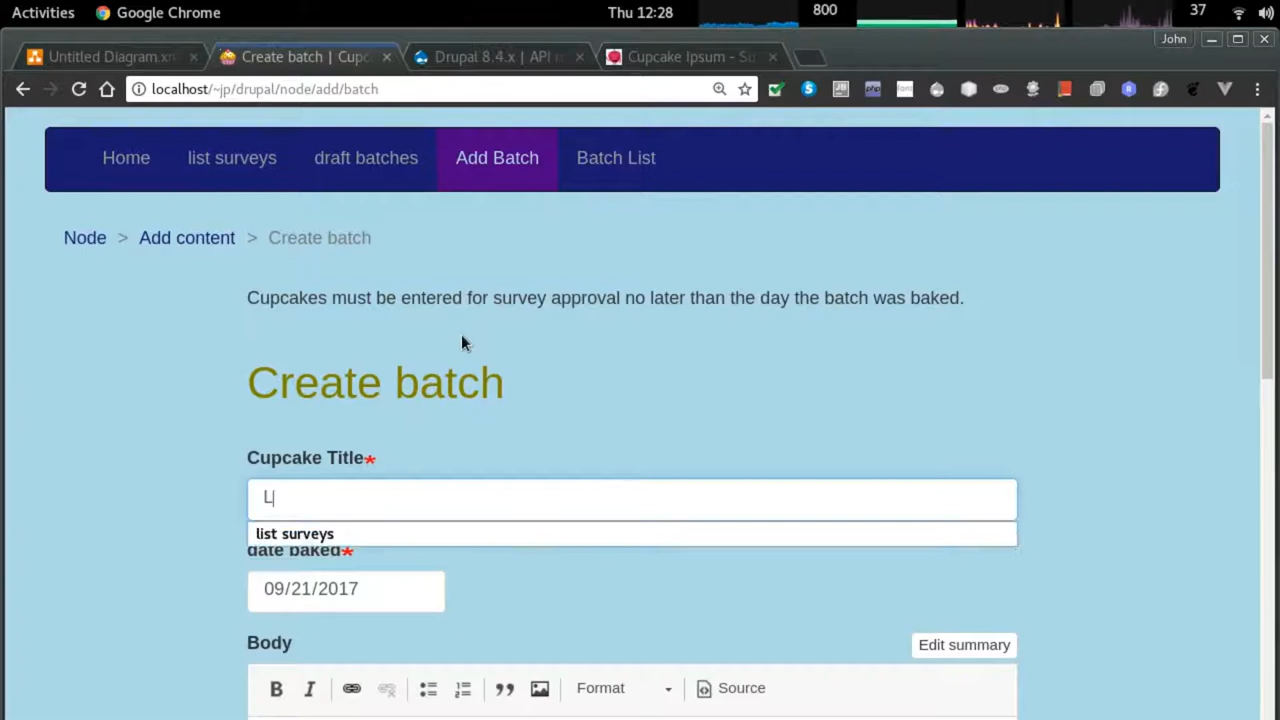 Activities Google Chrome Thu 12:28 800 37
Untitled Diagram.xm Create batch | Cupc Drupal 8.4.x | API Cupcake Ipsum - Su John
localhost/~jp/drupal/node/add/batch
Home list surveys draft batches Add Batch Batch List
Node > Add content > Create batch
Cupcakes must be entered for survey approval no later than the day the batch was baked.
Create batch
Cupcake Title*
L
list surveys
date baked*
09/21/2017
Body Edit summary
B I Format Source